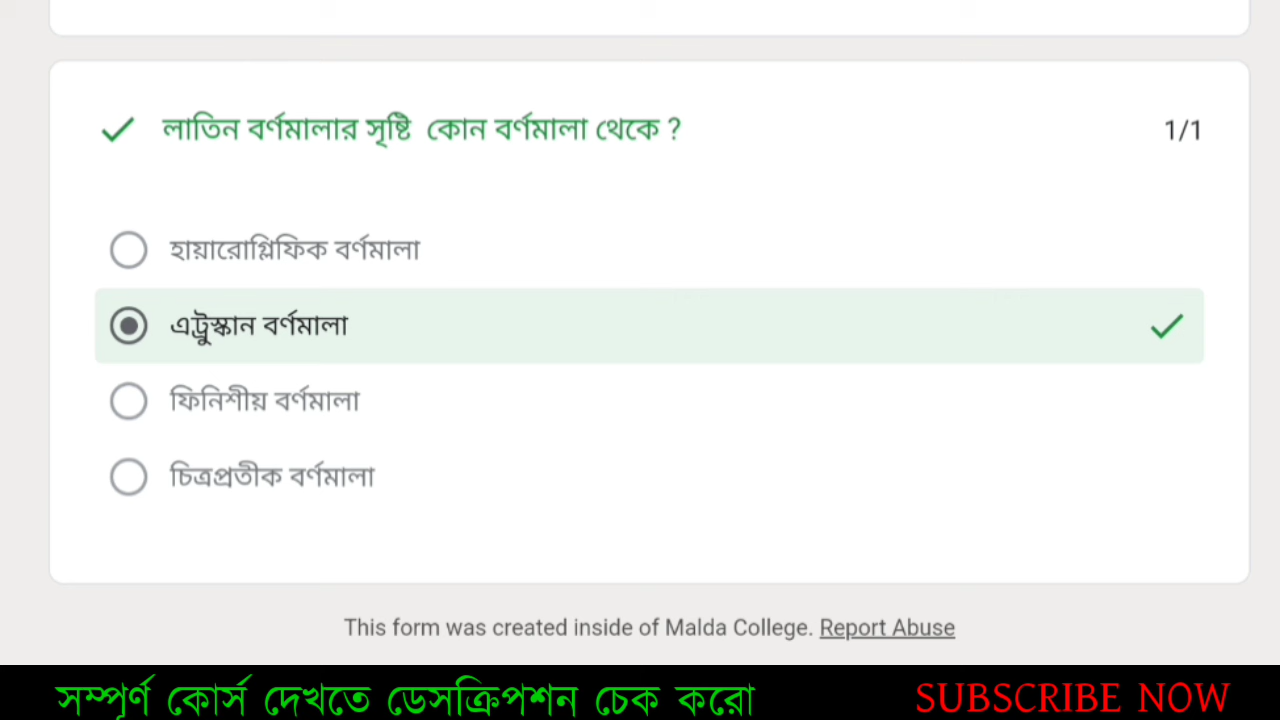 লাতিন বর্ণমালার সৃষ্টি কোন বর্ণমালা থেকে ?
1/1
হায়ারোগ্লিফিক বর্ণমালা
এট্রুস্কান বর্ণমালা
ফিনিশীয় বর্ণমালা
চিত্রপ্রতীক বর্ণমালা
This form was created inside of Malda College. Report Abuse
সম্পূর্ণ কোর্স দেখতে ডেসক্রিপশন চেক করো SUBSCRIBE NOW